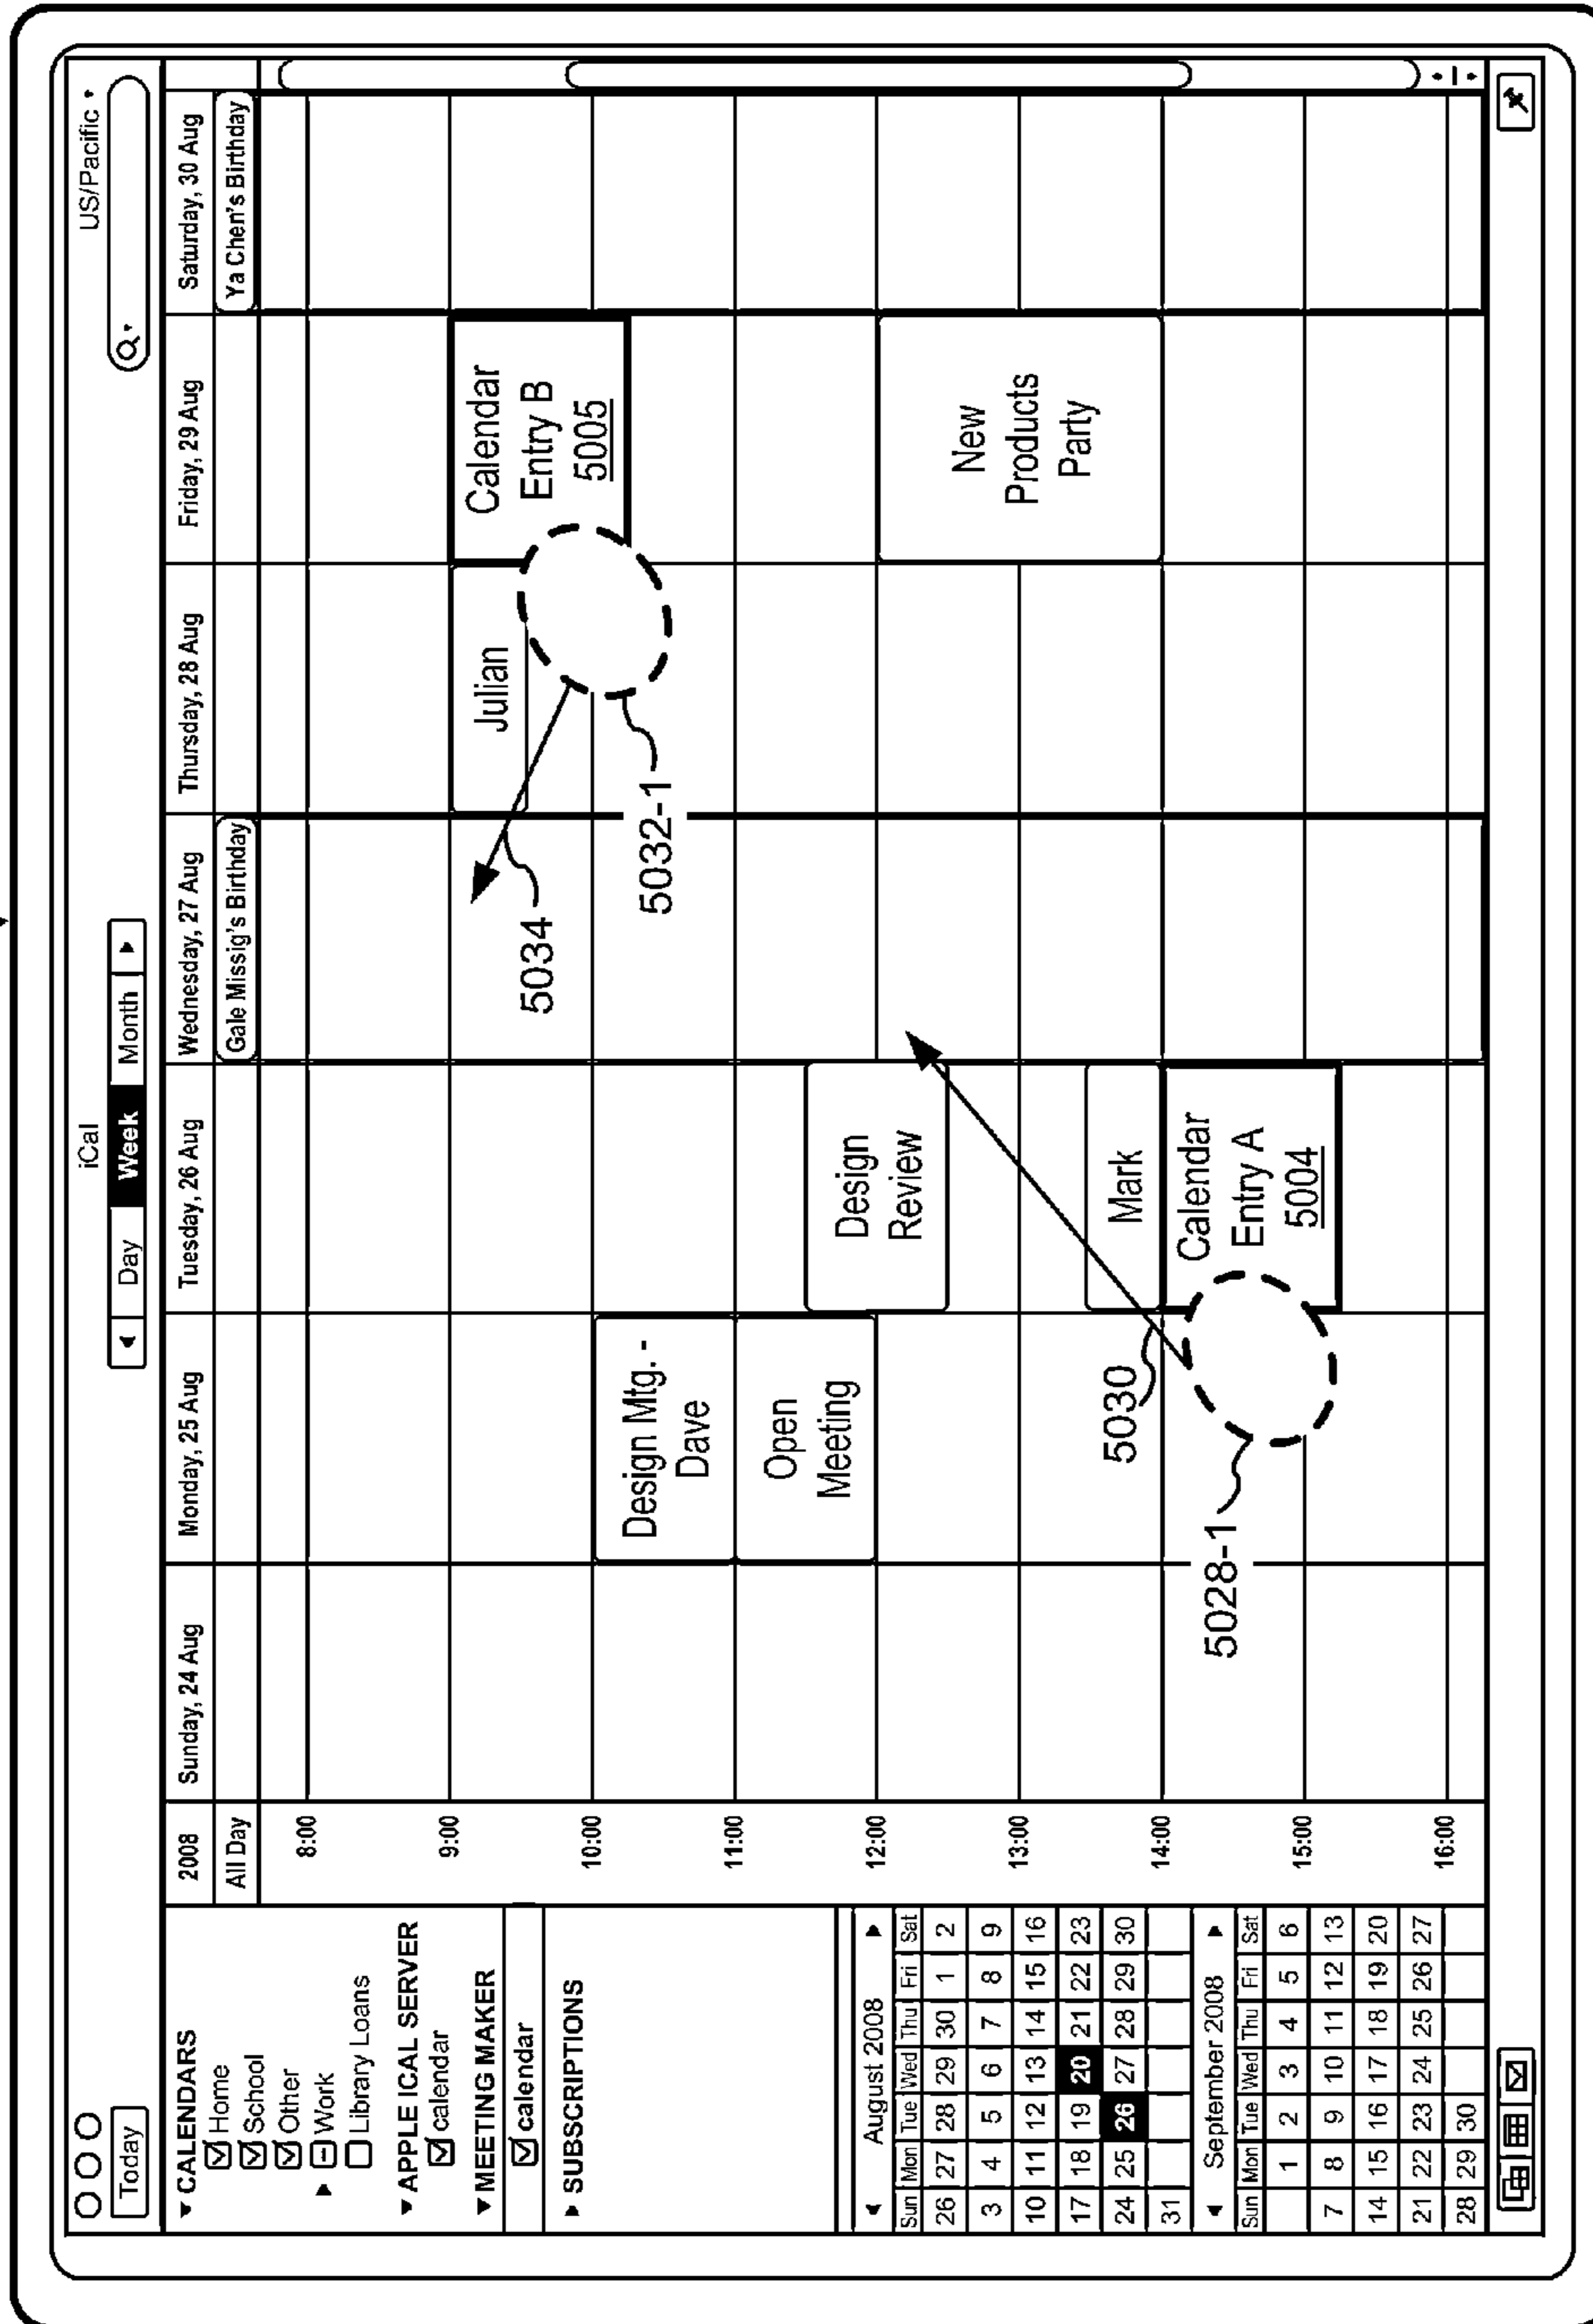 iCal
US/Pacific
Today
Day Week Month
CALENDARS
Home
School
Other
Work
Library Loans
APPLE ICAL SERVER
calendar
MEETING MAKER
calendar
SUBSCRIPTIONS
August 2008
Sun Mon Tue Wed Thu Fri Sat
26 27 28 29 30 1 2
3 4 5 6 7 8 9
10 11 12 13 14 15 16
17 18 19 20 21 22 23
24 25 26 27 28 29 30
31
September 2008
Sun Mon Tue Wed Thu Fri Sat
1 2 3 4 5 6
7 8 9 10 11 12 13
14 15 16 17 18 19 20
21 22 23 24 25 26 27
28 29 30
2008 Sunday, 24 Aug Monday, 25 Aug Tuesday, 26 Aug Wednesday, 27 Aug Thursday, 28 Aug Friday, 29 Aug Saturday, 30 Aug
All Day Gale Missig's Birthday Ya Chen's Birthday
8:00
9:00
10:00
11:00
12:00
13:00
14:00
15:00
16:00
Design Mtg. -
Dave
Open
Meeting
Design
Review
Mark
Calendar
Entry A
5004
5030
5028-1
Julian
5034
5032-1
Calendar
Entry B
5005
New
Products
Party